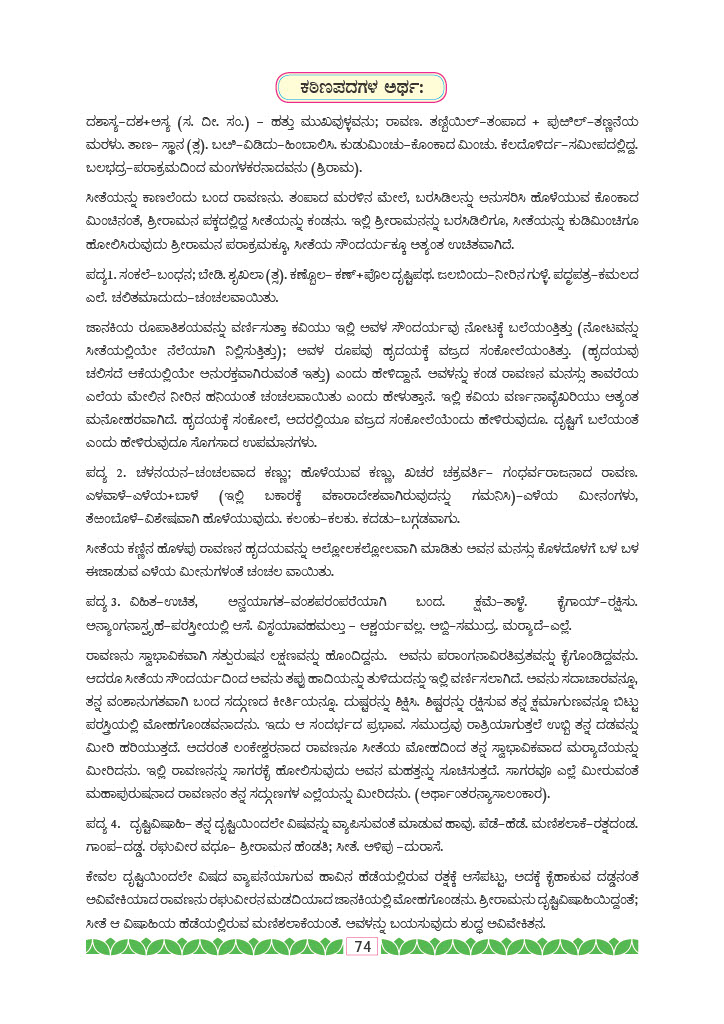 ಕಠಿಣಪದಗಳ ಅರ್ಥ:
ದಶಾಸ್ಯ–ದಶ+ಆಸ್ಯ (ಸ. ದೀ. ಸಂ.) – ಹತ್ತು ಮುಖವುಳ್ಳವನು; ರಾವಣ. ತಣ್ಬುಯಿಲ್–ತಂಪಾದ + ಪುೞಿಲ್–ತಣ್ಣನೆಯ
ಮರಳು. ತಾಣ– ಸ್ಥಾನ (ತ್ಸ). ಬೞಿ–ವಿಡಿದು–ಹಿಂಬಾಲಿಸಿ. ಕುಡುಮಿಂಚು–ಕೊಂಕಾದ ಮಿಂಚು. ಕೆಲದೊಳಿರ್ದ–ಸಮೀಪದಲ್ಲಿದ್ದ.
ಬಲಭದ್ರ–ಪರಾಕ್ರಮದಿಂದ ಮಂಗಳಕರನಾದವನು (ಶ್ರಿರಾಮ).
ಸೀತೆಯನ್ನು ಕಾಣಲೆಂದು ಬಂದ ರಾವಣನು. ತಂಪಾದ ಮರಳಿನ ಮೇಲೆ, ಬರಸಿಡಿಲನ್ನು ಅನುಸರಿಸಿ ಹೊಳೆಯುವ ಕೊಂಕಾದ
ಮಿಂಚಿನಂತೆ, ಶ್ರೀರಾಮನ ಪಕ್ಕದಲ್ಲಿದ್ದ ಸೀತೆಯನ್ನು ಕಂಡನು. ಇಲ್ಲಿ ಶ್ರೀರಾಮನನ್ನು ಬರಸಿಡಿಲಿಗೂ, ಸೀತೆಯನ್ನು ಕುಡಿಮಿಂಚಿಗೂ
ಹೋಲಿಸಿರುವುದು ಶ್ರೀರಾಮನ ಪರಾಕ್ರಮಕ್ಕೂ, ಸೀತೆಯ ಸೌಂದರ್ಯಕ್ಕೂ ಅತ್ಯಂತ ಉಚಿತವಾಗಿದೆ.
ಪದ್ಯ1. ಸಂಕಲೆ–ಬಂಧನ; ಬೇಡಿ. ಶೃಖಲಾ (ತ್ಸ). ಕಣ್ಬೊಲ– ಕಣ್+ಪೊಲ ದೃಷ್ಟಿಪಥ. ಜಲಬಿಂದು–ನೀರಿನ ಗುಳ್ಳೆ. ಪದ್ಮಪತ್ರ–ಕಮಲದ
ಎಲೆ. ಚಲಿತಮಾದುದು–ಚಂಚಲವಾಯಿತು.
ಜಾನಕಿಯ ರೂಪಾತಿಶಯವನ್ನು ವರ್ಣಿಸುತ್ತಾ ಕವಿಯು ಇಲ್ಲಿ ಅವಳ ಸೌಂದರ್ಯವು ನೋಟಕ್ಕೆ ಬಲೆಯಂತ್ತಿತ್ತು (ನೋಟವನ್ನು
ಸೀತೆಯಲ್ಲಿಯೇ ನೆಲೆಯಾಗಿ ನಿಲ್ಲಿಸುತ್ತಿತ್ತು); ಅವಳ ರೂಪವು ಹೃದಯಕ್ಕೆ ವಜ್ರದ ಸಂಕೋಲೆಯಂತಿತ್ತು. (ಹೃದಯವು
ಚಲಿಸದೆ ಆಕೆಯಲ್ಲಿಯೇ ಅನುರಕ್ತವಾಗಿರುವಂತೆ ಇತ್ತು) ಎಂದು ಹೇಳಿದ್ದಾನೆ. ಅವಳನ್ನು ಕಂಡ ರಾವಣನ ಮನಸ್ಸು ತಾವರೆಯ
ಎಲೆಯ ಮೇಲಿನ ನೀರಿನ ಹನಿಯಂತೆ ಚಂಚಲವಾಯಿತು ಎಂದು ಹೇಳುತ್ತಾನೆ. ಇಲ್ಲಿ ಕವಿಯ ವರ್ಣನಾವೈಖರಿಯು ಅತ್ಯಂತ
ಮನೋಹರವಾಗಿದೆ. ಹೃದಯಕ್ಕೆ ಸಂಕೋಲೆ, ಅದರಲ್ಲಿಯೂ ವಜ್ರದ ಸಂಕೋಲೆಯೆಂದು ಹೇಳಿರುವುದೂ. ದೃಷ್ಟಿಗೆ ಬಲೆಯಂತೆ
ಎಂದು ಹೇಳಿರುವುದೂ ಸೊಗಸಾದ ಉಪಮಾನಗಳು.
ಪದ್ಯ 2. ಚಳನಯನ–ಚಂಚಲವಾದ ಕಣ್ಣು; ಹೊಳೆಯುವ ಕಣ್ಣು, ಖಚರ ಚಕ್ರವರ್ತಿ– ಗಂಧರ್ವರಾಜನಾದ ರಾವಣ.
ಎಳವಾಳೆ–ಎಳೆಯ+ಬಾಳೆ (ಇಲ್ಲಿ ಬಕಾರಕ್ಕೆ ವಕಾರಾದೇಶವಾಗಿರುವುದನ್ನು ಗಮನಿಸಿ)–ಎಳೆಯ ಮೀನಂಗಳು,
ತೆಱಂಬೊಳೆ–ವಿಶೇಷವಾಗಿ ಹೊಳೆಯುವುದು. ಕಲಂಕು–ಕಲಕು. ಕದಡು–ಬಗ್ಗಡವಾಗು.
ಸೀತೆಯ ಕಣ್ಣಿನ ಹೊಳಪು ರಾವಣನ ಹೃದಯವನ್ನು ಅಲ್ಲೋಲಕಲ್ಲೋಲವಾಗಿ ಮಾಡಿತು ಅವನ ಮನಸ್ಸು ಕೊಳದೊಳಗೆ ಬಳ ಬಳ
ಈಜಾಡುವ ಎಳೆಯ ಮೀನುಗಳಂತೆ ಚಂಚಲ ವಾಯಿತು.
ಪದ್ಯ 3. ವಿಹಿತ–ಉಚಿತ, ಅನ್ವಯಾಗತ–ವಂಶಪರಂಪರೆಯಾಗಿ ಬಂದ. ಕ್ಷಮೆ–ತಾಳ್ಮೆ. ಕೈಗಾಯ್–ರಕ್ಷಿಸು.
ಅನ್ಯಾಂಗನಾಸ್ಪೃಹೆ–ಪರಸ್ತ್ರೀಯಲ್ಲಿ ಆಸೆ. ವಿಸ್ಮಯಾವಹಮಲ್ತು – ಆಶ್ಚರ್ಯವಲ್ಲ. ಅಬ್ದಿ–ಸಮುದ್ರ. ಮರ‍್ಯಾದೆ–ಎಲ್ಲೆ.
ರಾವಣನು ಸ್ವಾಭಾವಿಕವಾಗಿ ಸತ್ಪುರುಷನ ಲಕ್ಷಣವನ್ನು ಹೊಂದಿದ್ದನು. ಅವನು ಪರಾಂಗನಾವಿರತಿವ್ರತವನ್ನು ಕೈಗೊಂಡಿದ್ದವನು.
ಆದರೂ ಸೀತೆಯ ಸೌಂದರ್ಯದಿಂದ ಅವನು ತಪ್ಪು ಹಾದಿಯನ್ನು ತುಳಿದುದನ್ನು ಇಲ್ಲಿ ವರ್ಣಿಸಲಾಗಿದೆ. ಅವನು ಸದಾಚಾರವನ್ನೂ,
ತನ್ನ ವಂಶಾನುಗತವಾಗಿ ಬಂದ ಸದ್ಗುಣದ ಕೀರ್ತಿಯನ್ನೂ. ದುಷ್ಟರನ್ನು ಶಿಕ್ಷಿಸಿ. ಶಿಷ್ಟರನ್ನು ರಕ್ಷಿಸುವ ತನ್ನ ಕ್ಷಮಾಗುಣವನ್ನೂ ಬಿಟ್ಟು
ಪರಸ್ತ್ರಿಯಲ್ಲಿ ಮೋಹಗೊಂಡವನಾದನು. ಇದು ಆ ಸಂದರ್ಭದ ಪ್ರಭಾವ. ಸಮುದ್ರವು ರಾತ್ರಿಯಾಗುತ್ತಲೆ ಉಬ್ಬಿ ತನ್ನ ದಡವನ್ನು
ಮೀರಿ ಹರಿಯುತ್ತದೆ. ಅದರಂತೆ ಲಂಕೇಶ್ವರನಾದ ರಾವಣನೂ ಸೀತೆಯ ಮೋಹದಿಂದ ತನ್ನ ಸ್ವಾಭಾವಿಕವಾದ ಮರ‍್ಯಾದೆಯನ್ನು
ಮೀರಿದನು. ಇಲ್ಲಿ ರಾವಣನನ್ನು ಸಾಗರಕ್ಕೆ ಹೋಲಿಸುವುದು ಅವನ ಮಹತ್ತನ್ನು ಸೂಚಿಸುತ್ತದೆ. ಸಾಗರವೂ ಎಲ್ಲೆ ಮೀರುವಂತೆ
ಮಹಾಪುರುಷನಾದ ರಾವಣನಂ ತನ್ನ ಸದ್ಗುಣಗಳ ಎಲ್ಲೆಯನ್ನು ಮೀರಿದನು. (ಅರ್ಥಾಂತರನ್ಯಾಸಾಲಂಕಾರ).
ಪದ್ಯ 4. ದೃಷ್ಟಿವಿಷಾಹಿ– ತನ್ನ ದೃಷ್ಟಿಯಿಂದಲೇ ವಿಷವನ್ನು ವ್ಯಾಪಿಸುವಂತೆ ಮಾಡುವ ಹಾವು. ಪೆಡೆ–ಹೆಡೆ. ಮಣಿಶಲಾಕೆ–ರತ್ನದಂಡ.
ಗಾಂಪ–ದಡ್ಡ. ರಘುವೀರ ವಧೂ– ಶ್ರೀರಾಮನ ಹೆಂಡತಿ; ಸೀತೆ. ಅಳಿಪು –ದುರಾಸೆ.
ಕೇವಲ ದೃಷ್ಟಿಯಿಂದಲೇ ವಿಷದ ವ್ಯಾಪನೆಯಾಗುವ ಹಾವಿನ ಹೆಡೆಯಲ್ಲಿರುವ ರತ್ನಕ್ಕೆ ಆಸೆಪಟ್ಟು, ಅದಕ್ಕೆ ಕೈಹಾಕುವ ದಡ್ಡನಂತೆ
ಅವಿವೇಕಿಯಾದ ರಾವಣನು ರಘುವೀರನ ಮಡದಿಯಾದ ಜಾನಕಿಯಲ್ಲಿ ಮೋಹಗೊಂಡನು. ಶ್ರೀರಾಮನು ದೃಷ್ಟಿವಿಷಾಹಿಯಿದ್ದಂತೆ;
ಸೀತೆ ಆ ವಿಷಾಹಿಯ ಹೆಡೆಯಲ್ಲಿರುವ ಮಣಿಶಲಾಕೆಯಂತೆ. ಅವಳನ್ನು ಬಯಸುವುದು ಶುದ್ಧ ಅವಿವೇಕಿತನ.
74